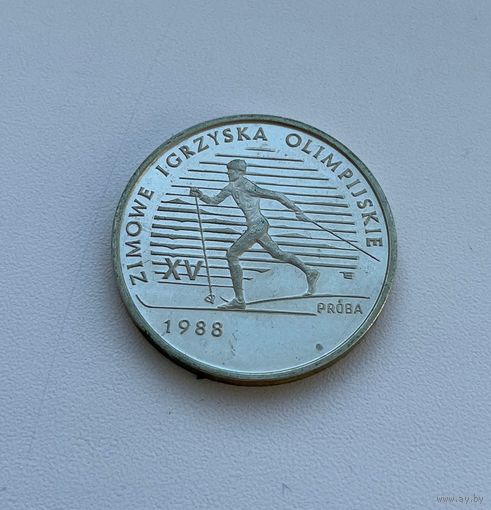 ZIMOWE IGRZYSKA OLIMPIJSKIE
XV
PRÓBA
1988
www.ay.by